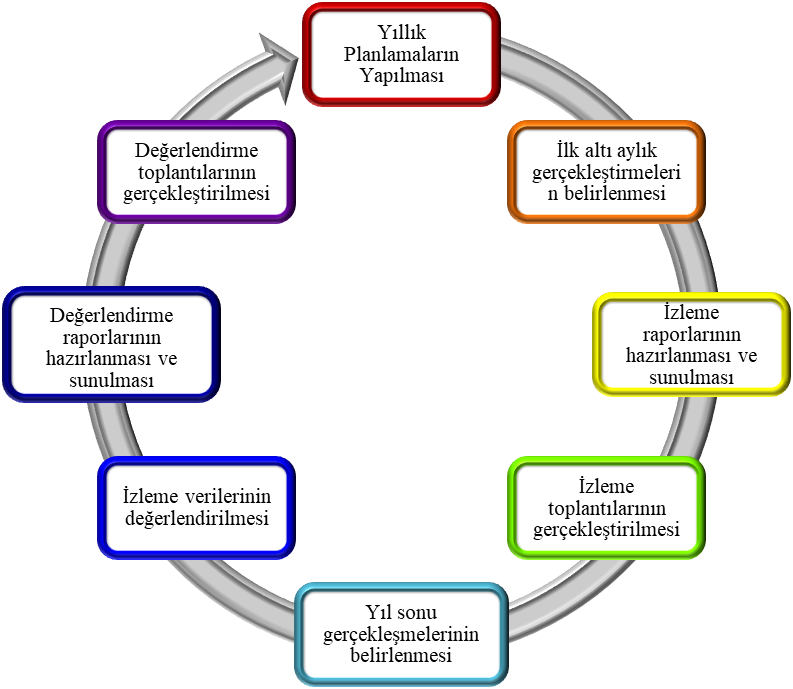 Yıllık
Planlamaların
Yapılması
İlk altı aylık
gerçekleştirmeleri
n belirlenmesi
İzleme
raporlarının
hazırlanması ve
sunulması
İzleme
toplantılarının
gerçekleştirilmesi
Yıl sonu
gerçekleşmelerinin
belirlenmesi
İzleme verilerinin
değerlendirilmesi
Değerlendirme
raporlarının
hazırlanması ve
sunulması
Değerlendirme
toplantılarının
gerçekleştirilmesi